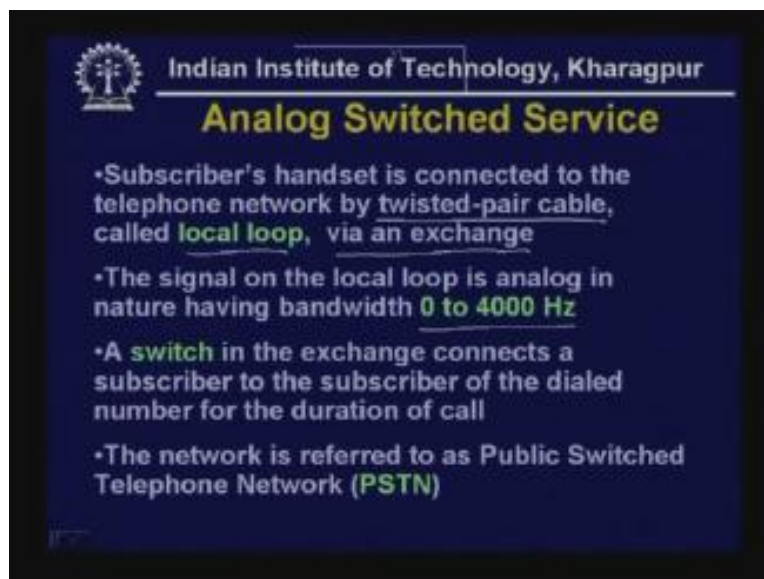 Indian Institute of Technology, Kharagpur
Analog Switched Service
•Subscriber's handset is connected to the
telephone network by twisted-pair cable,
called local loop, via an exchange
•The signal on the local loop is analog in
nature having bandwidth 0 to 4000 Hz
•A switch in the exchange connects a
subscriber to the subscriber of the dialed
number for the duration of call
•The network is referred to as Public Switched
Telephone Network (PSTN)